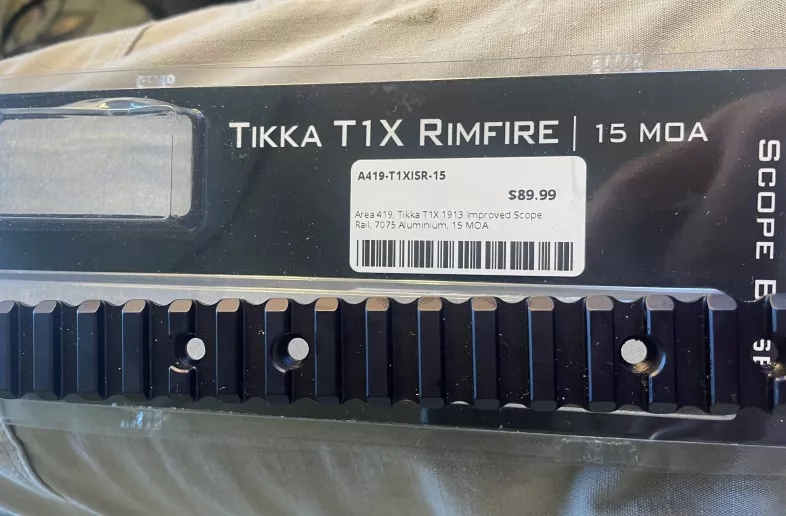 TIKKA T1X RIMFIRE | 15 MOA
A419-T1XISR-15
$89.99
Area 419, Tikka T1X 1913 Improved Scope
Rail, 7075 Aluminium, 15 MOA
SCOPE